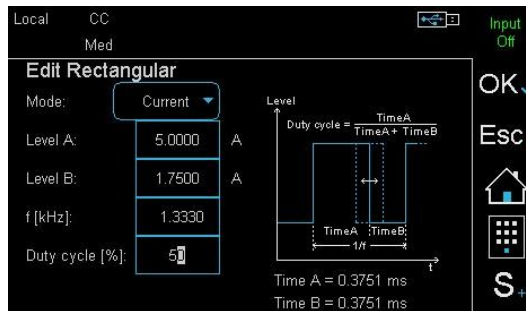 Local CC
Med
Input
Off
Edit Rectangular
Mode: Current
Level A: 5.0000 A
Level B: 1.7500 A
f [kHz]: 1.3330
Duty cycle [%]: 50
Level
Duty cycle = TimeA
TimeA+ TimeB
TimeA TimeB
1/f
t
Time A = 0.3751 ms
Time B = 0.3751 ms
OK
Esc
S+